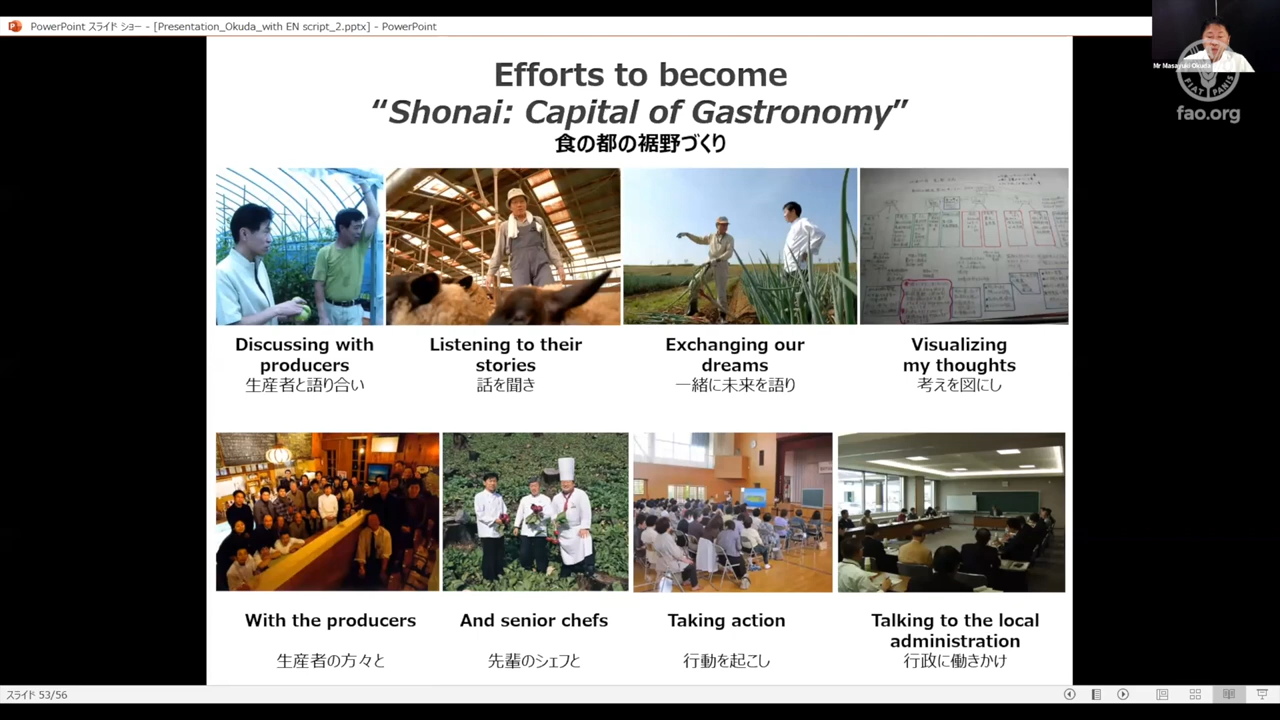 PowerPoint スライド ショー - [Presentation_Okuda_with EN script_2.pptx] - PowerPoint
Mr Masayuki Okuda
FIAT PANIS
fao.org
Efforts to become
“Shonai: Capital of Gastronomy”
食の都の裾野づくり
Discussing with
producers
生産者と語り合い
Listening to their
stories
話を聞き
Exchanging our
dreams
一緒に未来を語り
Visualizing
my thoughts
考えを図にし
With the producers
生産者の方々と
And senior chefs
先輩のシェフと
Taking action
行動を起こし
Talking to the local
administration
行政に働きかけ
スライド 53/56